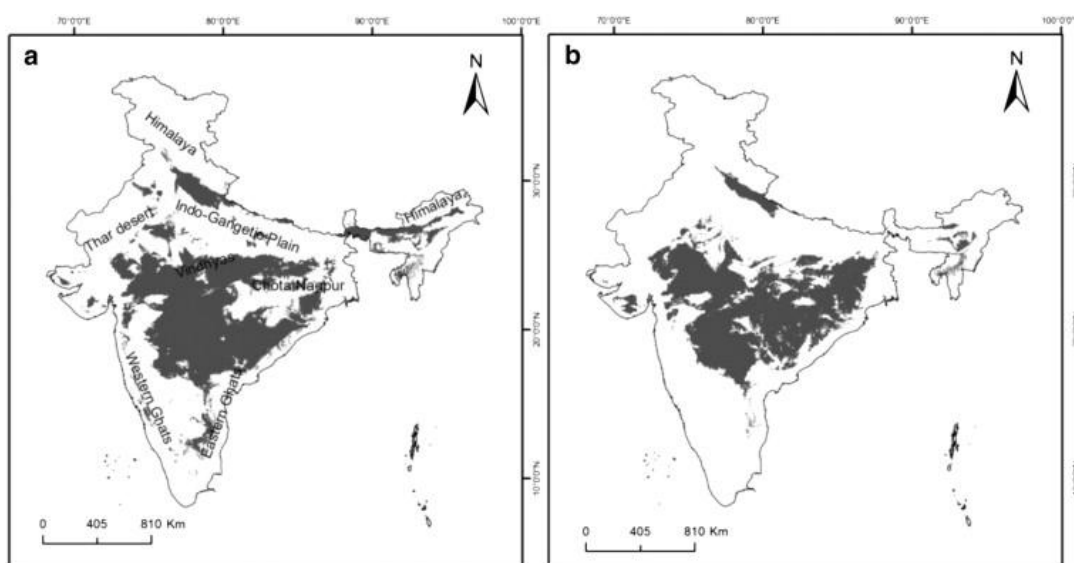 70°0'0"E 80°0'0"E 90°0'0"E 100°0'0"E
a
N
Himalaya
30°0'0"N
Himalaya
Indo-Gangetic Plain
Thar desert
Vindhyas
Chota Nagpur
20°0'0"N
Western Ghats
Eastern Ghats
10°0'0"N
0 405 810 Km
70°0'0"E 80°0'0"E 90°0'0"E 100°0'0"E
b
N
0 405 810 Km